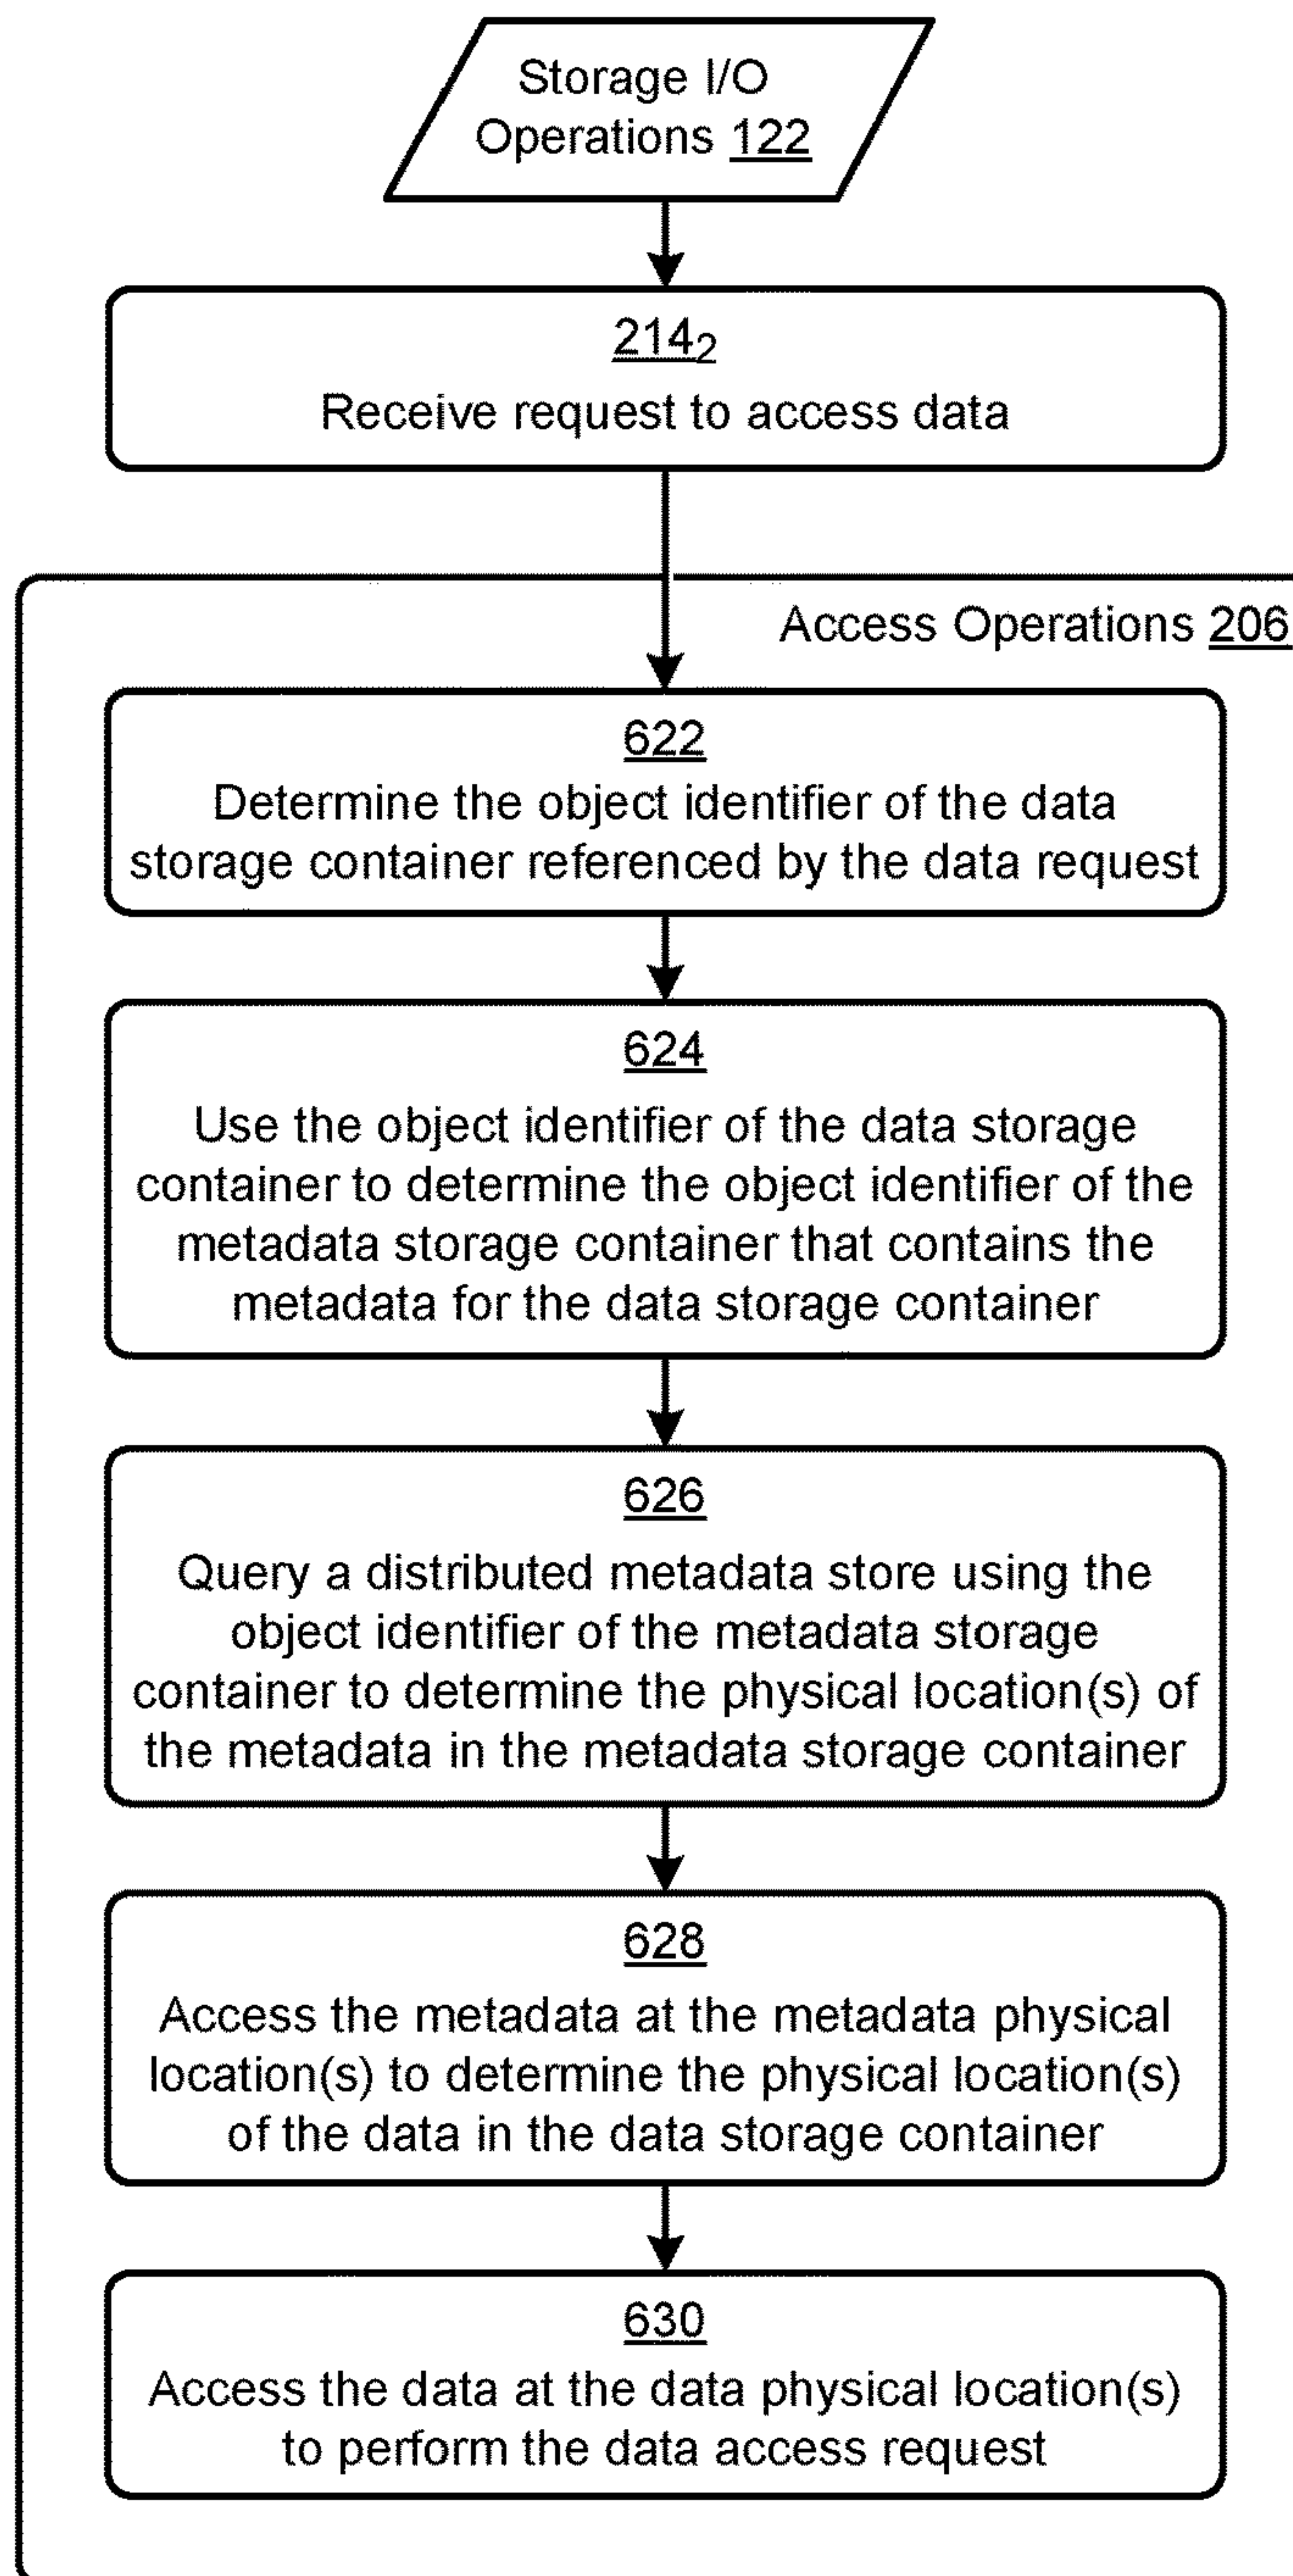 Storage I/O
Operations 122
214₂
Receive request to access data
Access Operations 206
622
Determine the object identifier of the data
storage container referenced by the data request
624
Use the object identifier of the data storage
container to determine the object identifier of the
metadata storage container that contains the
metadata for the data storage container
626
Query a distributed metadata store using the
object identifier of the metadata storage
container to determine the physical location(s) of
the metadata in the metadata storage container
628
Access the metadata at the metadata physical
location(s) to determine the physical location(s)
of the data in the data storage container
630
Access the data at the data physical location(s)
to perform the data access request